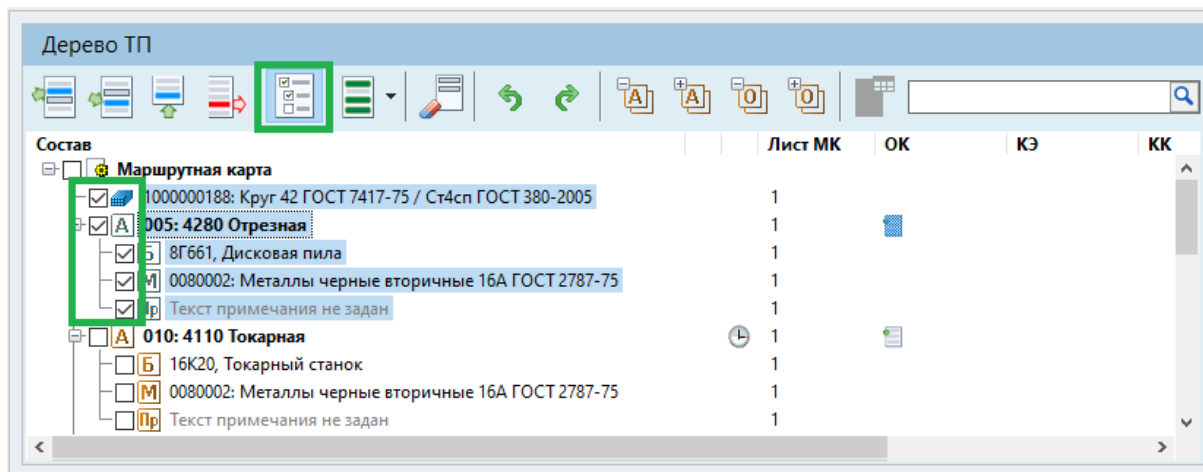 Дерево ТП
A A O O
Состав Лист МК ОК КЭ КК
Маршрутная карта
1000000188: Круг 42 ГОСТ 7417-75 / Ст4сп ГОСТ 380-2005 1
А 005: 4280 Отрезная 1
Б 8Г661, Дисковая пила 1
М 0080002: Металлы черные вторичные 16А ГОСТ 2787-75 1
Пр Текст примечания не задан 1
А 010: 4110 Токарная 1
Б 16К20, Токарный станок 1
М 0080002: Металлы черные вторичные 16А ГОСТ 2787-75 1
Пр Текст примечания не задан 1